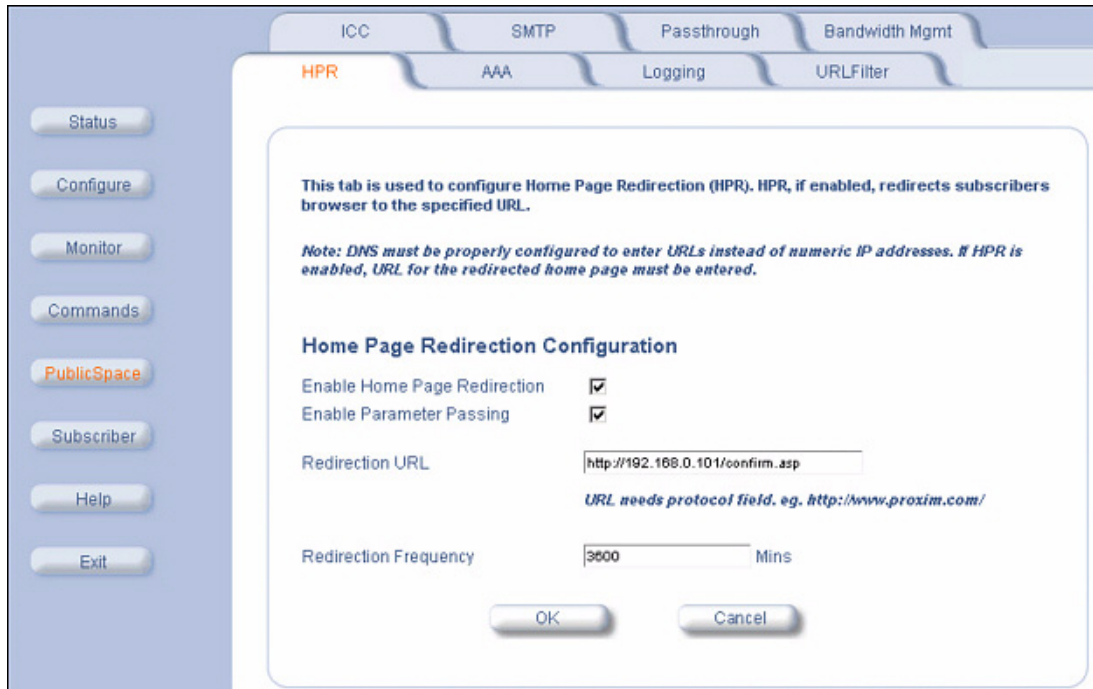 ICC SMTP Passthrough Bandwidth Mgmt
HPR AAA Logging URLFilter
Status
Configure
Monitor
Commands
PublicSpace
Subscriber
Help
Exit
This tab is used to configure Home Page Redirection (HPR). HPR, if enabled, redirects subscribers
browser to the specified URL.
Note: DNS must be properly configured to enter URLs instead of numeric IP addresses. If HPR is
enabled, URL for the redirected home page must be entered.
Home Page Redirection Configuration
Enable Home Page Redirection
Enable Parameter Passing
Redirection URL http://192.168.0.101/confirm.asp
URL needs protocol field. eg. http://www.proxim.com/
Redirection Frequency 3600 Mins
OK Cancel